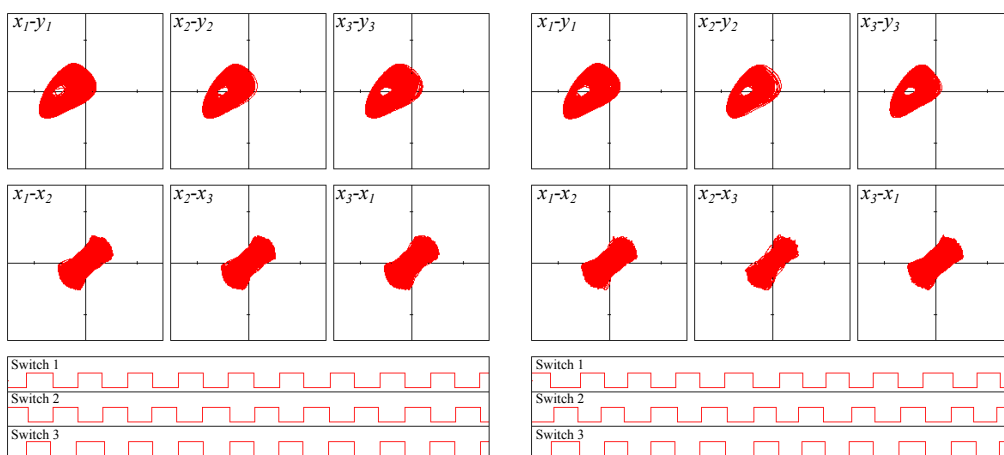 x1-y1 x2-y2 x3-y3
x1-x2 x2-x3 x3-x1
Switch 1
Switch 2
Switch 3
x1-y1 x2-y2 x3-y3
x1-x2 x2-x3 x3-x1
Switch 1
Switch 2
Switch 3